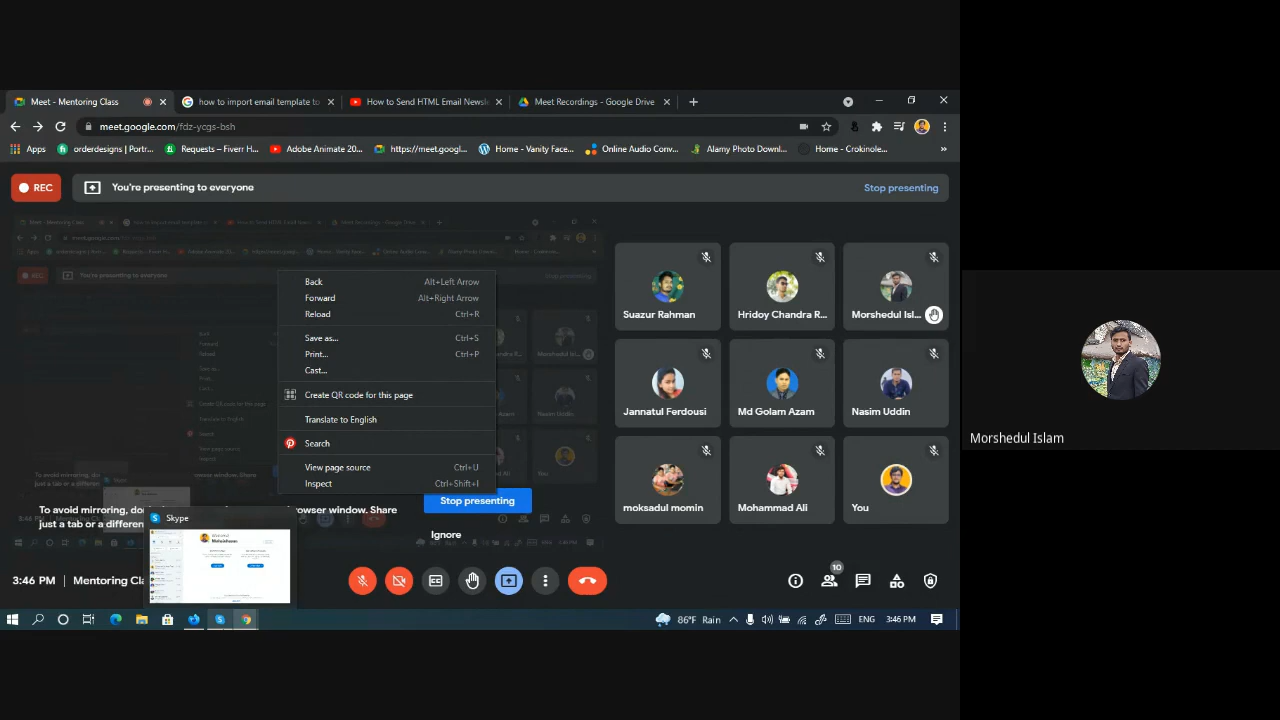 Meet - Mentoring Class
how to import email template to
How to Send HTML Email Newsl
Meet Recordings - Google Drive
meet.google.com/fdz-ycgs-bsh
Apps
orderdesigns | Portr...
Requests – Fiverr H...
Adobe Animate 20...
https://meet.googl...
Home - Vanity Face...
Online Audio Conv...
Alamy Photo Downl...
Home - Crokinole...
»
REC
You're presenting to everyone
Stop presenting
Back Alt+Left Arrow
Forward Alt+Right Arrow
Reload Ctrl+R
Save as... Ctrl+S
Print... Ctrl+P
Cast...
Create QR code for this page
Translate to English
Search
View page source Ctrl+U
Inspect Ctrl+Shift+I
Suazur Rahman
Hridoy Chandra R...
Morshedul Isl...
Jannatul Ferdousi
Md Golam Azam
Nasim Uddin
moksadul momin
Mohammad Ali
You
To avoid mirroring, don't
rowser window. Share
just a tab or a different
Stop presenting
Ignore
Skype
3:46 PM | Mentoring Cla
10
86°F Rain
ENG
3:46 PM
Morshedul Islam